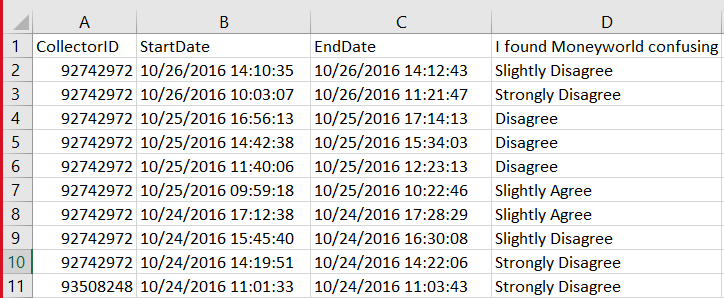 A B C D
1 CollectorID StartDate EndDate I found Moneyworld confusing
2 92742972 10/26/2016 14:10:35 10/26/2016 14:12:43 Slightly Disagree
3 92742972 10/26/2016 10:03:07 10/26/2016 11:21:47 Strongly Disagree
4 92742972 10/25/2016 16:56:13 10/25/2016 17:14:13 Disagree
5 92742972 10/25/2016 14:42:38 10/25/2016 15:34:03 Disagree
6 92742972 10/25/2016 11:40:06 10/25/2016 12:23:13 Disagree
7 92742972 10/25/2016 09:59:18 10/25/2016 10:22:46 Slightly Agree
8 92742972 10/24/2016 17:12:38 10/24/2016 17:28:29 Slightly Agree
9 92742972 10/24/2016 15:45:40 10/24/2016 16:30:08 Slightly Disagree
10 92742972 10/24/2016 14:19:51 10/24/2016 14:22:06 Strongly Disagree
11 93508248 10/24/2016 11:01:33 10/24/2016 11:03:43 Strongly Disagree